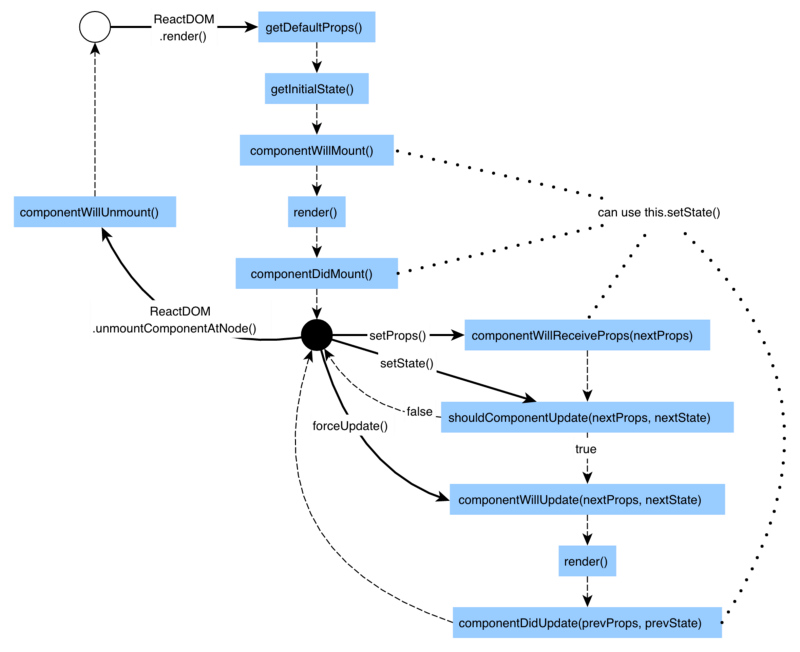 ReactDOM
.render()
getDefaultProps()
getInitialState()
componentWillMount()
componentWillUnmount()
render()
can use this.setState()
componentDidMount()
ReactDOM
.unmountComponentAtNode()
setProps()
componentWillReceiveProps(nextProps)
setState()
false
shouldComponentUpdate(nextProps, nextState)
forceUpdate()
true
componentWillUpdate(nextProps, nextState)
render()
componentDidUpdate(prevProps, prevState)